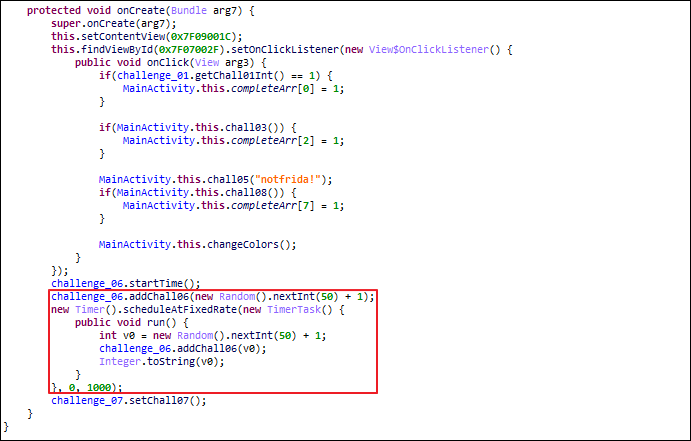 protected void onCreate(Bundle arg7) {
super.onCreate(arg7);
this.setContentView(0x7F09001C);
this.findViewById(0x7F07002F).setOnClickListener(new View$OnClickListener() {
public void onClick(View arg3) {
if(challenge_01.getChall01Int() == 1) {
MainActivity.this.completeArr[0] = 1;
}
if(MainActivity.this.chall03()) {
MainActivity.this.completeArr[2] = 1;
}
MainActivity.this.chall05("notfrida!");
if(MainActivity.this.chall08()) {
MainActivity.this.completeArr[7] = 1;
}
MainActivity.this.changeColors();
}
});
challenge_06.startTime();
challenge_06.addChall06(new Random().nextInt(50) + 1);
new Timer().scheduleAtFixedRate(new TimerTask() {
public void run() {
int v0 = new Random().nextInt(50) + 1;
challenge_06.addChall06(v0);
Integer.toString(v0);
}
}, 0, 1000);
challenge_07.setChall07();
}
}